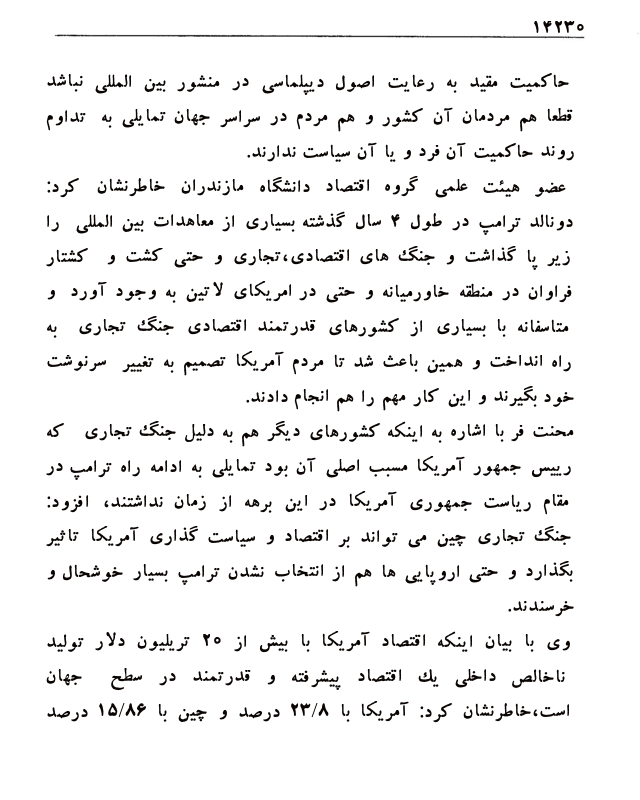 ۱۴۲۳۰
حاکمیت مقید به رعایت اصول دیپلماسی در منشور بین المللی نباشد
قطعا هم مردمان آن کشور و هم مردم در سراسر جهان تمایلی به تداوم
روند حاکمیت آن فرد و یا آن سیاست ندارند.
عضو هیئت علمی گروه اقتصاد دانشگاه مازندران خاطرنشان کرد:
دونالد ترامپ در طول ۴ سال گذشته بسیاری از معاهدات بین المللی را
زیر پا گذاشت و جنگ های اقتصادی،تجاری و حتی کشت و کشتار
فراوان در منطقه خاورمیانه و حتی در امریکای لاتین به وجود آورد و
متاسفانه با بسیاری از کشورهای قدرتمند اقتصادی جنگ تجاری به
راه انداخت و همین باعث شد تا مردم آمریکا تصمیم به تغییر سرنوشت
خود بگیرند و این کار مهم را هم انجام دادند.
محنت فر با اشاره به اینکه کشورهای دیگر هم به دلیل جنگ تجاری که
رییس جمهور آمریکا مسبب اصلی آن بود تمایلی به ادامه راه ترامپ در
مقام ریاست جمهوری آمریکا در این برهه از زمان نداشتند، افزود:
جنگ تجاری چین می تواند بر اقتصاد و سیاست گذاری آمریکا تاثیر
بگذارد و حتی اروپایی ها هم از انتخاب نشدن ترامپ بسیار خوشحال و
خرسندند.
وی با بیان اینکه اقتصاد آمریکا با بیش از ۲۰ تریلیون دلار تولید
ناخالص داخلی یك اقتصاد پیشرفته و قدرتمند در سطح جهان
است،خاطرنشان کرد: آمریکا با ۲۳/۸ درصد و چین با ۱۵/۸۶ درصد